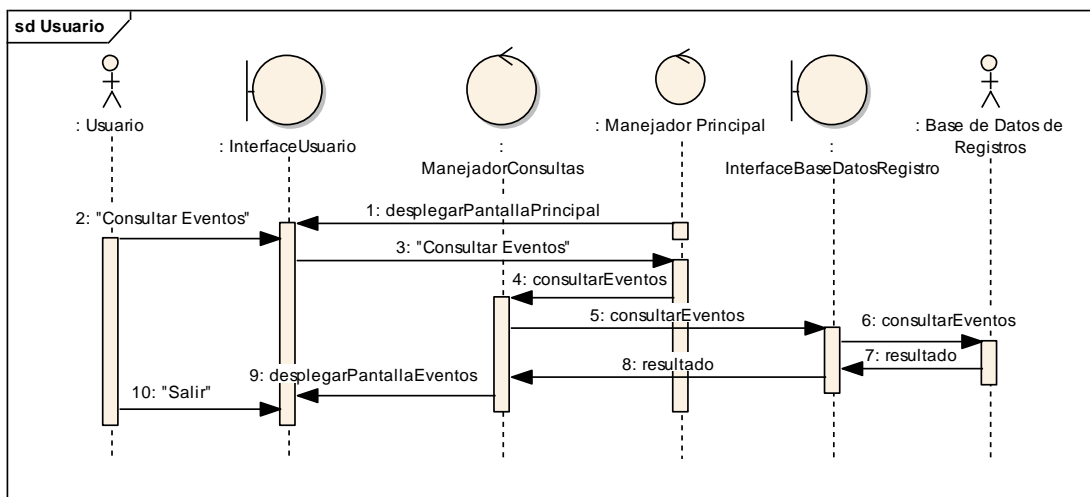 sd Usuario
: Usuario
: InterfaceUsuario
:
ManejadorConsultas
: Manejador Principal
:
InterfaceBaseDatosRegistro
: Base de Datos de
Registros
1: desplegarPantallaPrincipal
2: "Consultar Eventos"
3: "Consultar Eventos"
4: consultarEventos
5: consultarEventos
6: consultarEventos
7: resultado
8: resultado
9: desplegarPantallaEventos
10: "Salir"